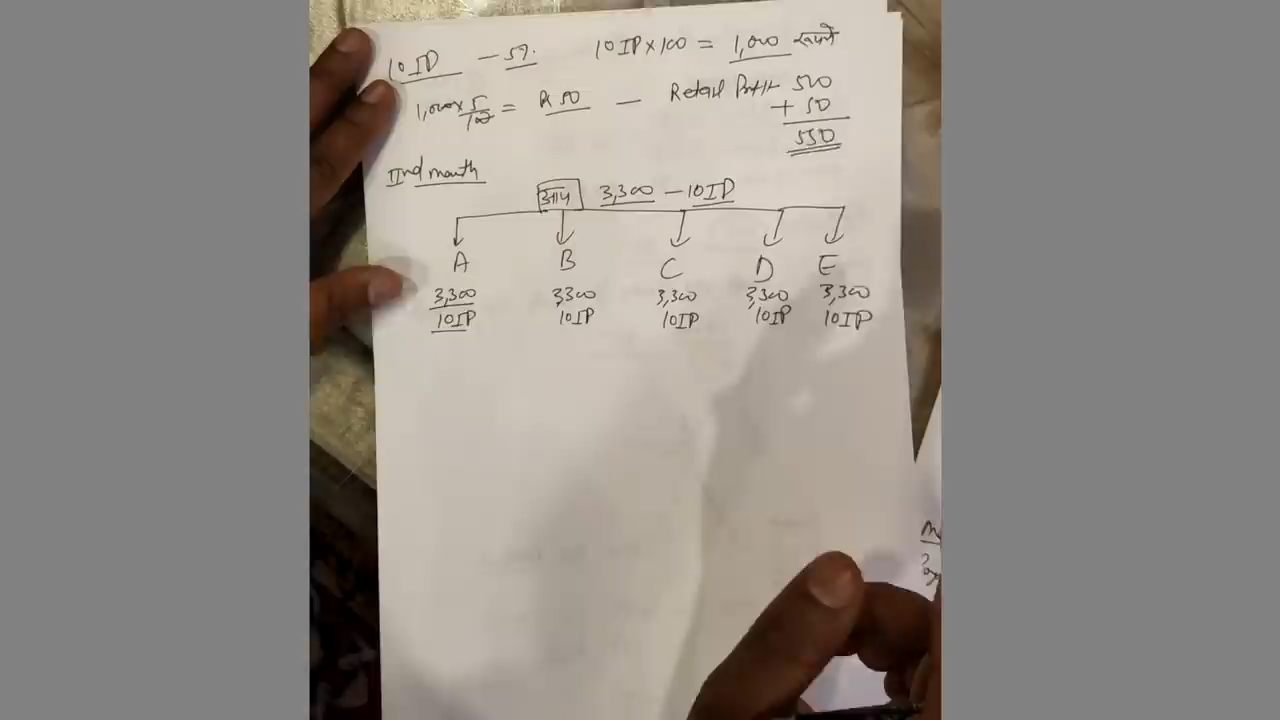 10 IP — 5%. 10 IP x 100 = 1,000 रूपये
1,000 x 5/100 = Rs 50 — Retail Profit 500
+ 50
550
IInd month
आप 3,300 — 10 IP
A B C D E
3,300 3,300 3,300 3,300 3,300
10 IP 10 IP 10 IP 10 IP 10 IP